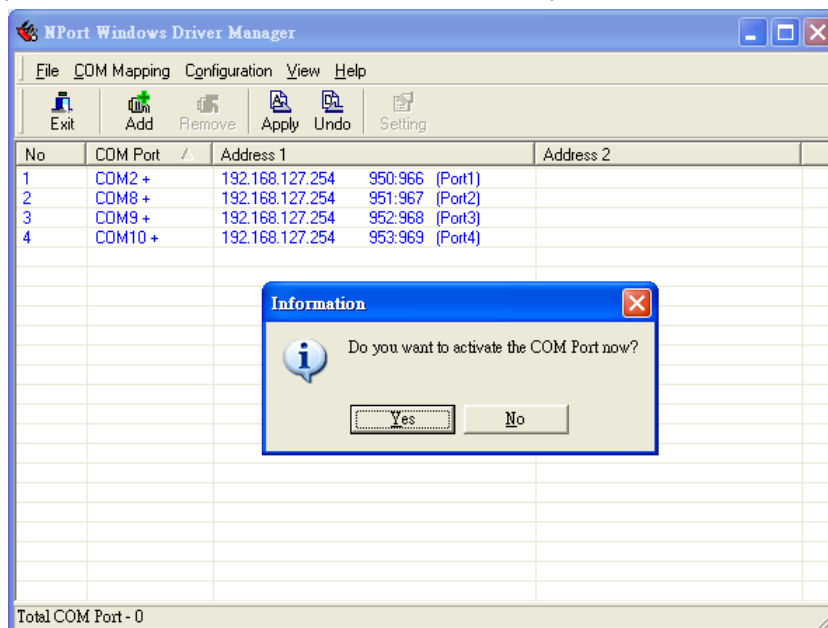 NPort Windows Driver Manager
File COM Mapping Configuration View Help
Exit Add Remove Apply Undo Setting
No COM Port Address 1 Address 2
1 COM2 + 192.168.127.254 950:966 (Port1)
2 COM8 + 192.168.127.254 951:967 (Port2)
3 COM9 + 192.168.127.254 952:968 (Port3)
4 COM10 + 192.168.127.254 953:969 (Port4)
Information
Do you want to activate the COM Port now?
Yes No
Total COM Port - 0